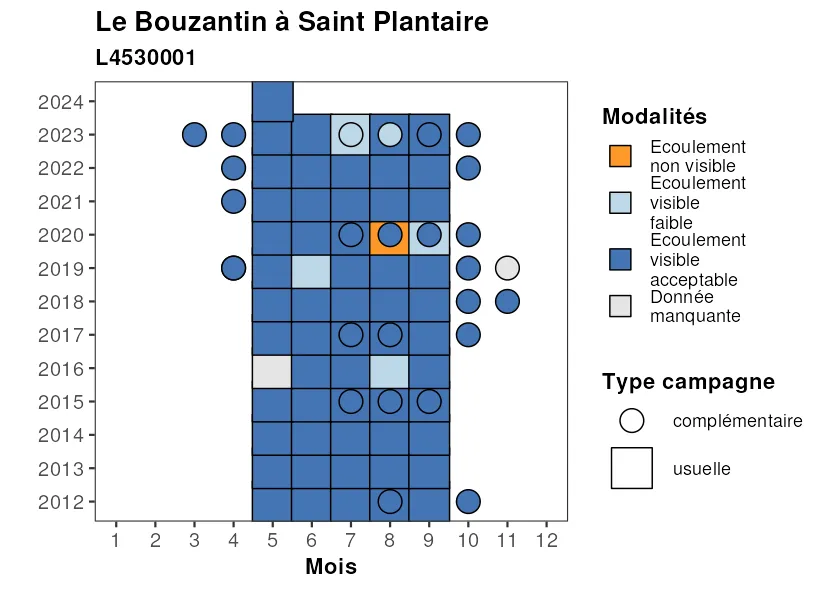 Le Bouzantin à Saint Plantaire
L4530001
2024
2023
2022
2021
2020
2019
2018
2017
2016
2015
2014
2013
2012
1 2 3 4 5 6 7 8 9 10 11 12
Mois
Modalités
Ecoulement
non visible
Ecoulement
visible
faible
Ecoulement
visible
acceptable
Donnée
manquante
Type campagne
complémentaire
usuelle